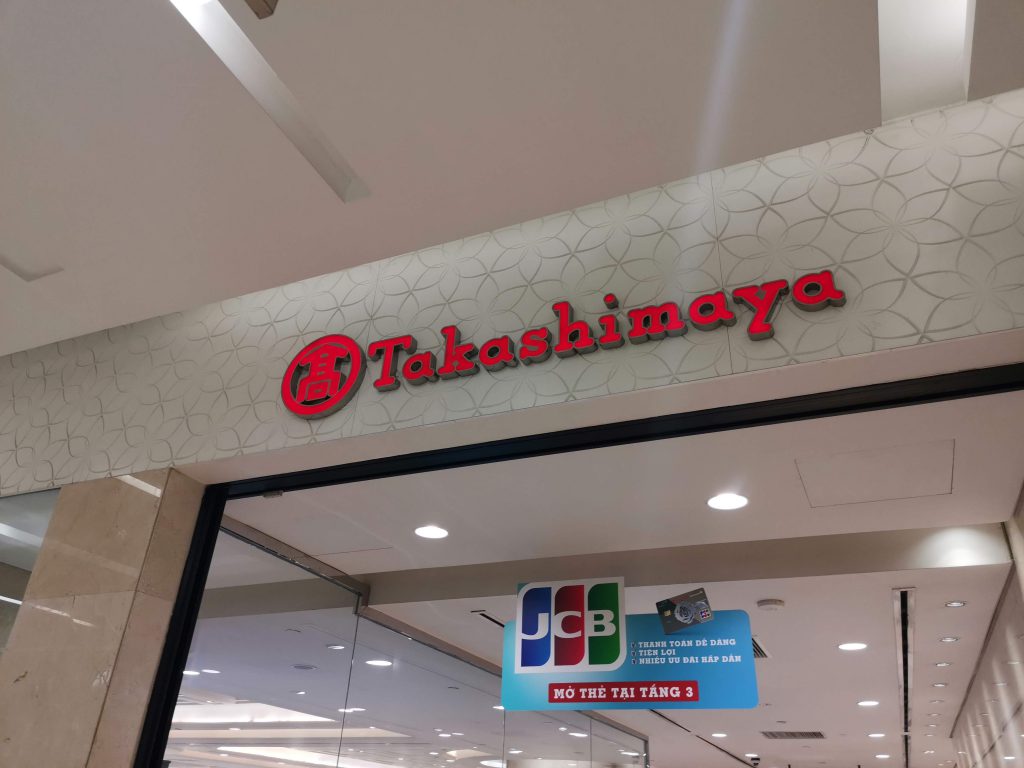 髙 Takashimaya
JCB
THANH TOÁN DỄ DÀNG
TIỆN LỢI
NHIỀU ƯU ĐÃI HẤP DẪN
MỞ THẺ TẠI TẦNG 3